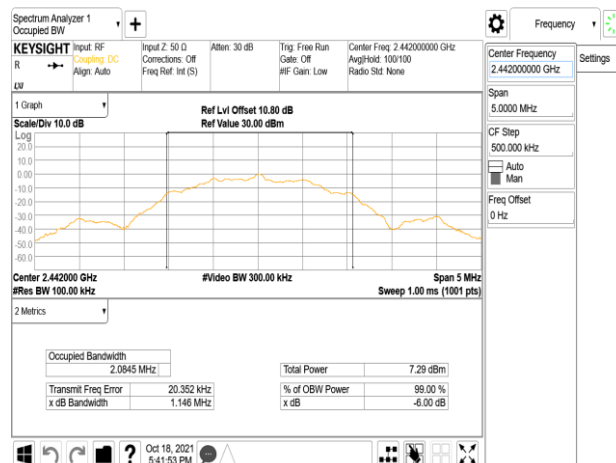 Spectrum Analyzer 1
Occupied BW
KEYSIGHT
R
Input: RF
Coupling: DC
Align: Auto
Input Z: 50 Ω
Corrections: Off
Freq Ref: Int (S)
Atten: 30 dB
Trig: Free Run
Gate: Off
#IF Gain: Low
Center Freq: 2.442000000 GHz
Avg|Hold: 100/100
Radio Std: None
1 Graph
Scale/Div 10.0 dB
Ref Lvl Offset 10.80 dB
Ref Value 30.00 dBm
Log
20.0
10.0
0.00
-10.0
-20.0
-30.0
-40.0
-50.0
-60.0
Center 2.442000 GHz
#Res BW 100.00 kHz
#Video BW 300.00 kHz
Span 5 MHz
Sweep 1.00 ms (1001 pts)
2 Metrics
Occupied Bandwidth
2.0845 MHz
Transmit Freq Error 20.352 kHz
x dB Bandwidth 1.146 MHz
Total Power 7.29 dBm
% of OBW Power 99.00 %
x dB -6.00 dB
?
Oct 18, 2021
5:41:53 PM
Frequency
Center Frequency
2.442000000 GHz
Settings
Span
5.0000 MHz
CF Step
500.000 kHz
Auto
Man
Freq Offset
0 Hz